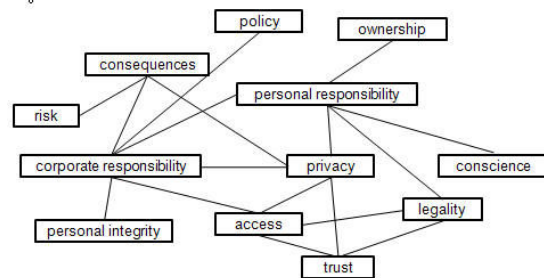 policy
ownership
consequences
personal responsibility
risk
corporate responsibility
privacy
conscience
legality
personal integrity
access
trust